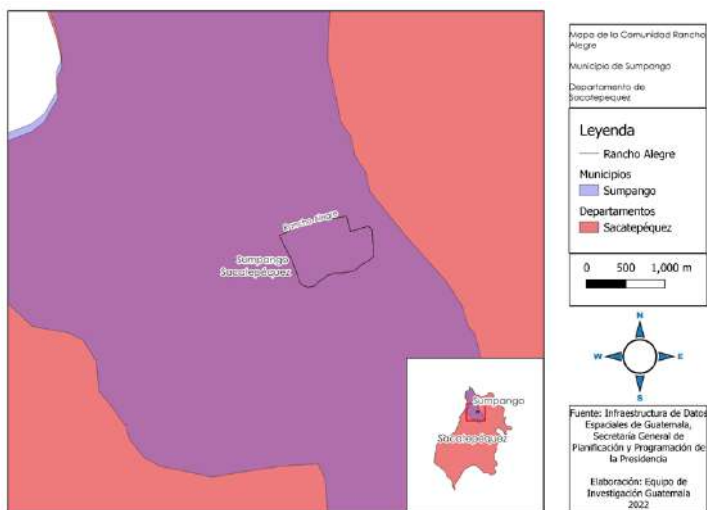 Mapa de la Comunidad Rancho
Alegre
Municipio de Sumpango
Departamento de
Sacatepequez
Leyenda
Rancho Alegre
Municipios
Sumpango
Departamentos
Sacatepéquez
0 500 1,000 m
N
W E
S
Fuente: Infraestructura de Datos
Espaciales de Guatemala,
Secretaría General de
Planificación y Programación de
la Presidencia
Elaboración: Equipo de
Investigación Guatemala
2022
Rancho Alegre
Sumpango
Sacatepéquez
Sumpango
Sacatepéquez